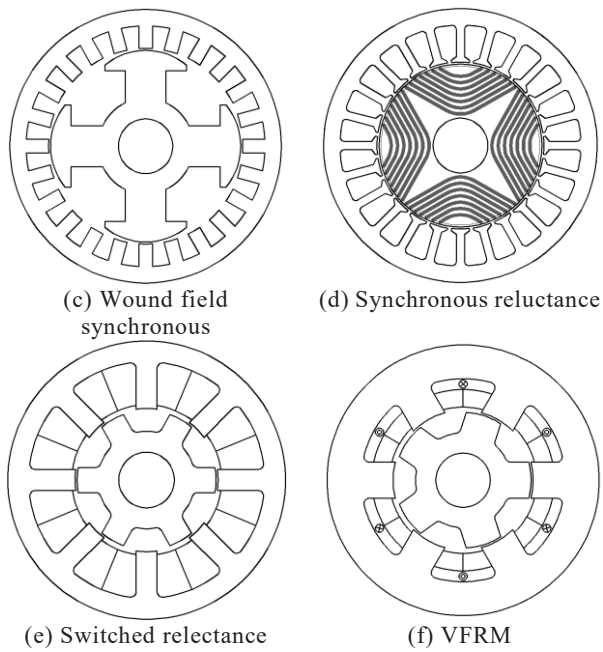 (c) Wound field
synchronous
(d) Synchronous reluctance
(e) Switched relectance
(f) VFRM